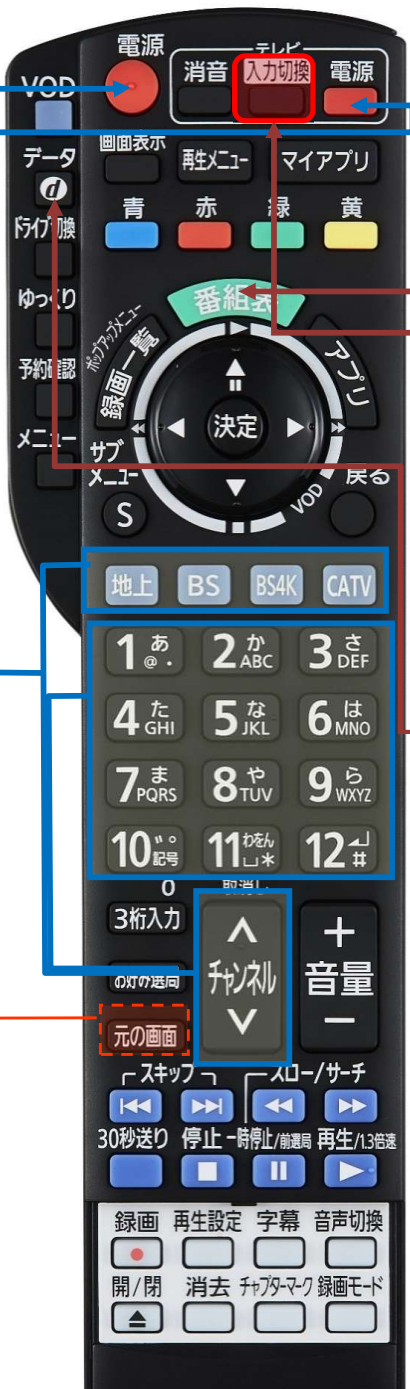 電源
テレビ
消音 入力切換 電源
VOD
画面表示
再生メニュー マイアプリ
データ
d
青 赤 緑 黄
ドライブ切換
ゆっくり
番組表
ポップアップメニュー
録画一覧
アプリ
予約確認
決定
メニュー
サブ
メニュー
S
VOD
戻る
地上 BS BS4K CATV
1 あ @. 2 か ABC 3 さ DEF
4 た GHI 5 な JKL 6 は MNO
7 ま PQRS 8 や TUV 9 ら WXYZ
10 ゛゜ 記号 11 わをん ␣* 12 ↲ #
0 取消し
3桁入力
お好み選局
チャンネル
+
音量
−
元の画面
スキップ スロー/サーチ
30秒送り 停止 一時停止/前選局 再生/1.3倍速
録画 再生設定 字幕 音声切換
開/閉 消去 チャプターマーク 録画モード